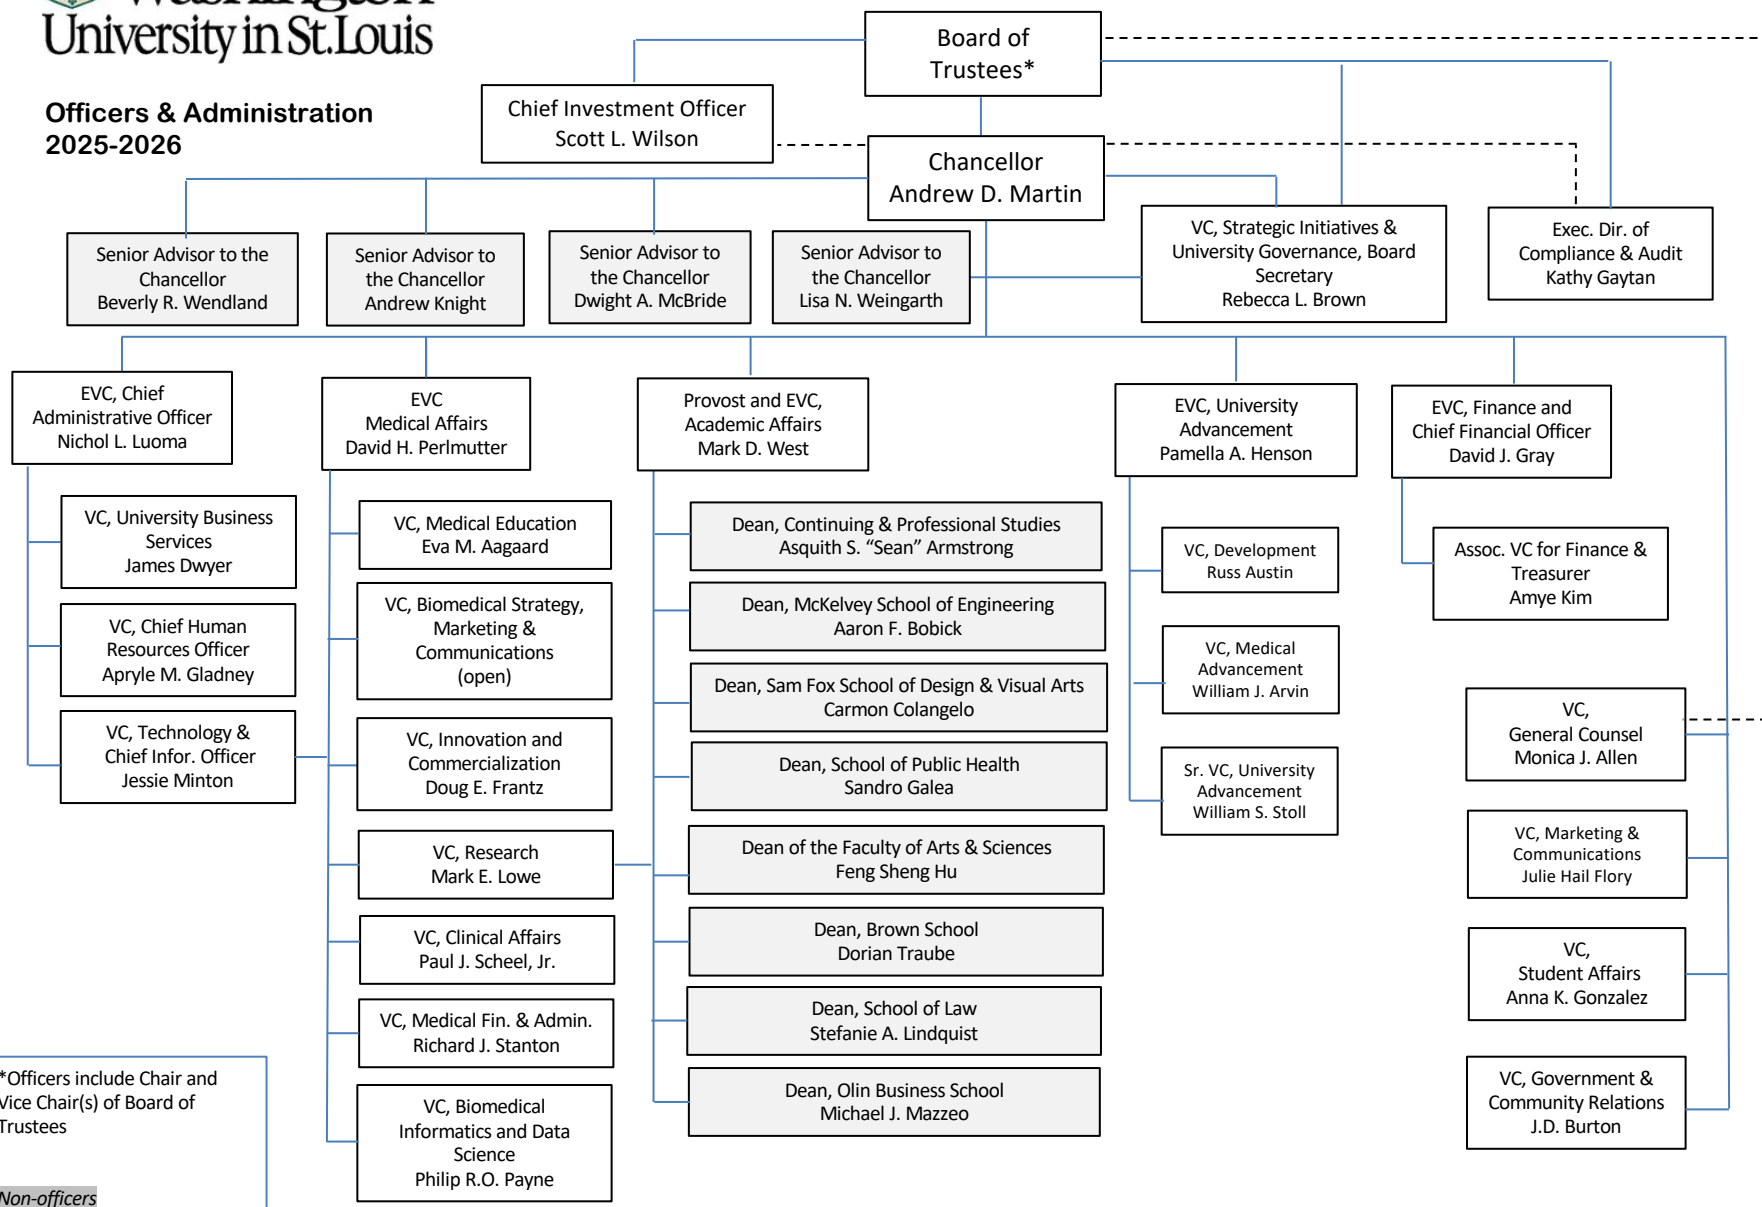 Washington
University in St. Louis
Officers & Administration
2025-2026
Board of
Trustees*
Chief Investment Officer
Scott L. Wilson
Chancellor
Andrew D. Martin
Senior Advisor to the
Chancellor
Beverly R. Wendland
Senior Advisor to
the Chancellor
Andrew Knight
Senior Advisor to
the Chancellor
Dwight A. McBride
Senior Advisor to
the Chancellor
Lisa N. Weingarth
VC, Strategic Initiatives &
University Governance, Board
Secretary
Rebecca L. Brown
Exec. Dir. of
Compliance & Audit
Kathy Gaytan
EVC, Chief
Administrative Officer
Nichol L. Luoma
VC, University Business
Services
James Dwyer
VC, Chief Human
Resources Officer
Apryle M. Gladney
VC, Technology &
Chief Infor. Officer
Jessie Minton
EVC
Medical Affairs
David H. Perlmutter
VC, Medical Education
Eva M. Aagaard
VC, Biomedical Strategy,
Marketing &
Communications
(open)
VC, Innovation and
Commercialization
Doug E. Frantz
VC, Research
Mark E. Lowe
VC, Clinical Affairs
Paul J. Scheel, Jr.
VC, Medical Fin. & Admin.
Richard J. Stanton
VC, Biomedical
Informatics and Data
Science
Philip R.O. Payne
Provost and EVC,
Academic Affairs
Mark D. West
Dean, Continuing & Professional Studies
Asquith S. “Sean” Armstrong
Dean, McKelvey School of Engineering
Aaron F. Bobick
Dean, Sam Fox School of Design & Visual Arts
Carmon Colangelo
Dean, School of Public Health
Sandro Galea
Dean of the Faculty of Arts & Sciences
Feng Sheng Hu
Dean, Brown School
Dorian Traube
Dean, School of Law
Stefanie A. Lindquist
Dean, Olin Business School
Michael J. Mazzeo
EVC, University
Advancement
Pamella A. Henson
VC, Development
Russ Austin
VC, Medical
Advancement
William J. Arvin
Sr. VC, University
Advancement
William S. Stoll
EVC, Finance and
Chief Financial Officer
David J. Gray
Assoc. VC for Finance &
Treasurer
Amye Kim
VC,
General Counsel
Monica J. Allen
VC, Marketing &
Communications
Julie Hail Flory
VC,
Student Affairs
Anna K. Gonzalez
VC, Government &
Community Relations
J.D. Burton
*Officers include Chair and
Vice Chair(s) of Board of
Trustees
Non-officers